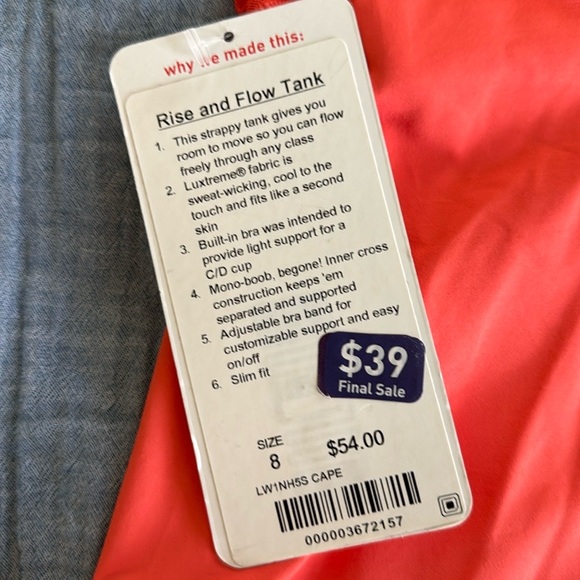 why we made this:
Rise and Flow Tank
1. This strappy tank gives you
room to move so you can flow
freely through any class
2. Luxtreme® fabric is
sweat-wicking, cool to the
touch and fits like a second
skin
3. Built-in bra was intended to
provide light support for a
C/D cup
4. Mono-boob, begone! Inner cross
construction keeps 'em
separated and supported
5. Adjustable bra band for
customizable support and easy
on/off
6. Slim fit
$39
Final Sale
SIZE
8 $54.00
LW1NH5S CAPE
000003672157